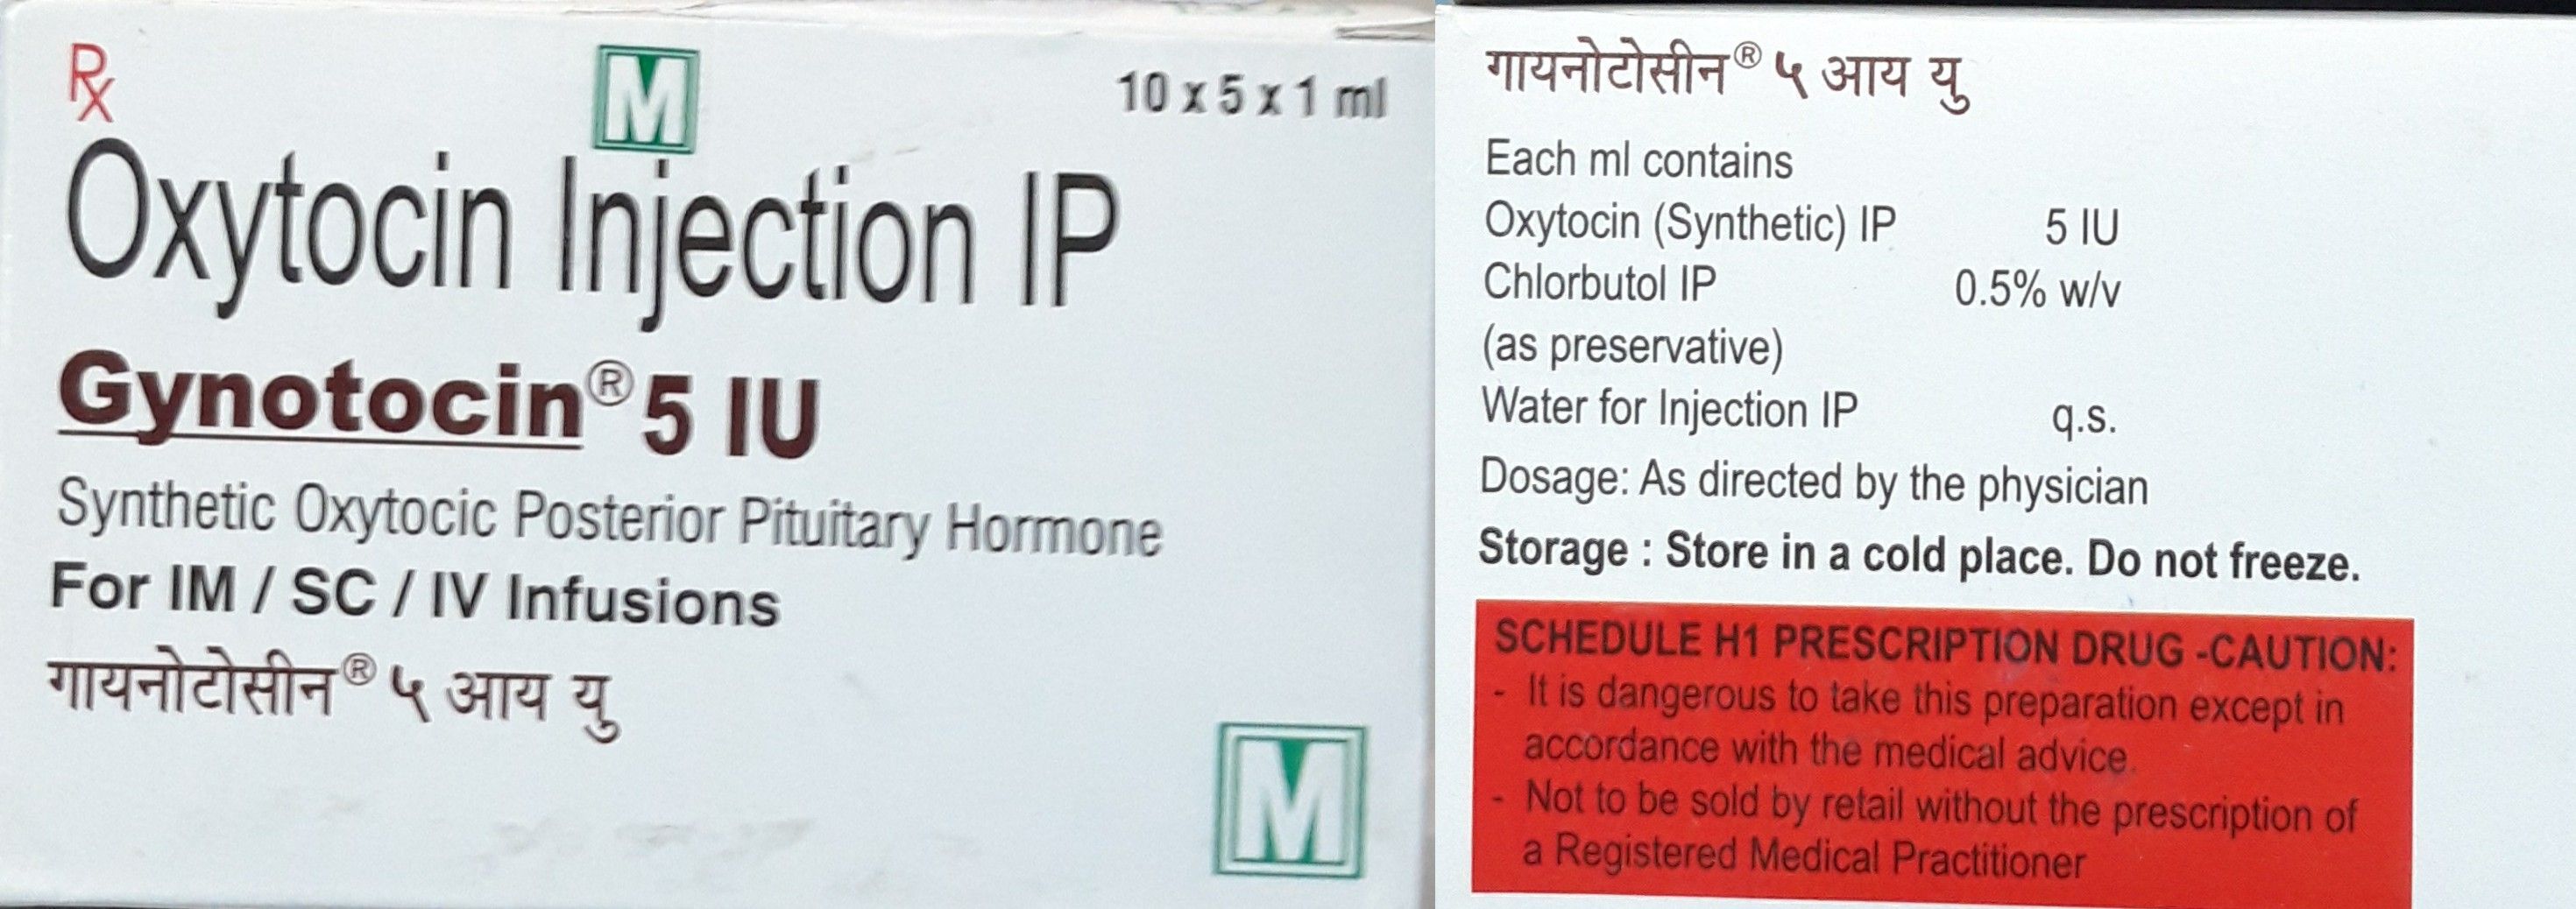 Rx
M
10 x 5 x 1 ml
Oxytocin Injection IP
Gynotocin® 5 IU
Synthetic Oxytocic Posterior Pituitary Hormone
For IM / SC / IV Infusions
गायनोटोसीन® ५ आय यु
M
गायनोटोसीन® ५ आय यु
Each ml contains
Oxytocin (Synthetic) IP 5 IU
Chlorbutol IP 0.5% w/v
(as preservative)
Water for Injection IP q.s.
Dosage: As directed by the physician
Storage : Store in a cold place. Do not freeze.
SCHEDULE H1 PRESCRIPTION DRUG -CAUTION:
- It is dangerous to take this preparation except in
accordance with the medical advice.
- Not to be sold by retail without the prescription of
a Registered Medical Practitioner